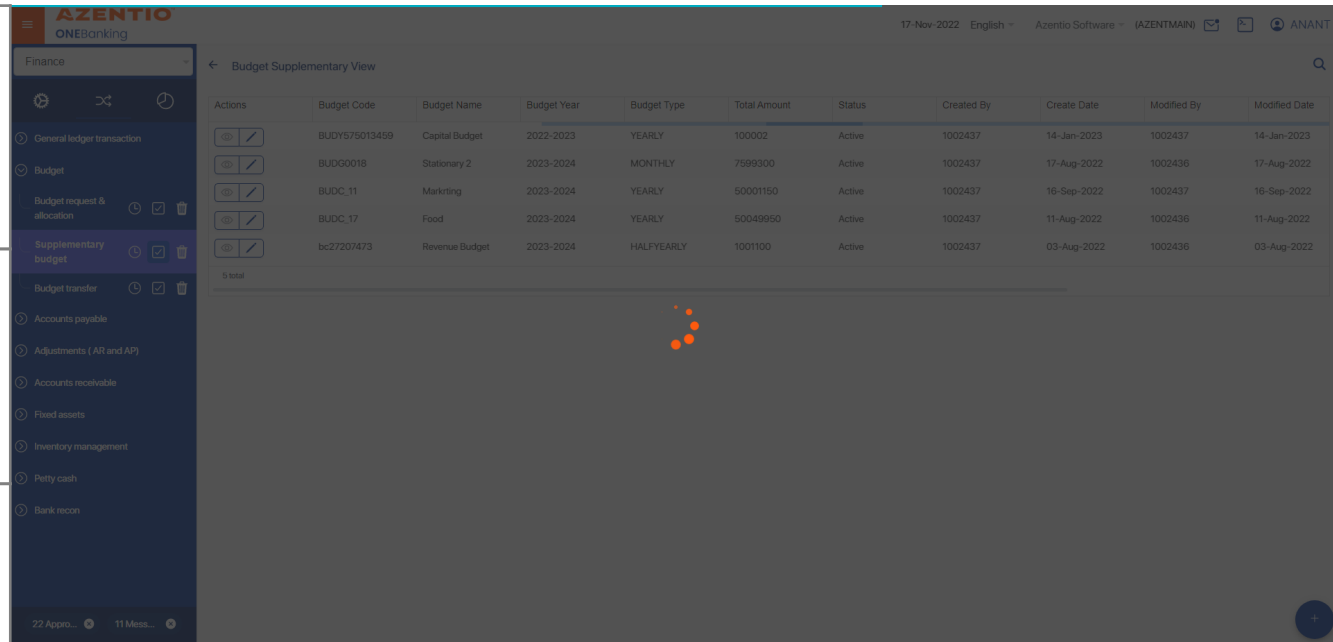 AZENTIO
ONEBanking
17-Nov-2022 English Azentio Software (AZENTMAIN) ANANT
Finance
Budget Supplementary View
Actions Budget Code Budget Name Budget Year Budget Type Total Amount Status Created By Create Date Modified By Modified Date
BUDY575013459 Capital Budget 2022-2023 YEARLY 100002 Active 1002437 14-Jan-2023 1002437 14-Jan-2023
BUDG0018 Stationary 2 2023-2024 MONTHLY 7599300 Active 1002437 17-Aug-2022 1002436 17-Aug-2022
BUDC_11 Markrting 2023-2024 YEARLY 50001150 Active 1002437 16-Sep-2022 1002437 16-Sep-2022
BUDC_17 Food 2023-2024 YEARLY 50049950 Active 1002437 11-Aug-2022 1002436 11-Aug-2022
bc27207473 Revenue Budget 2023-2024 HALFYEARLY 1001100 Active 1002437 03-Aug-2022 1002436 03-Aug-2022
5 total
General ledger transaction
Budget
Budget request &
allocation
Supplementary
budget
Budget transfer
Accounts payable
Adjustments ( AR and AP)
Accounts receivable
Fixed assets
Inventory management
Petty cash
Bank recon
22 Appro... 11 Mess...